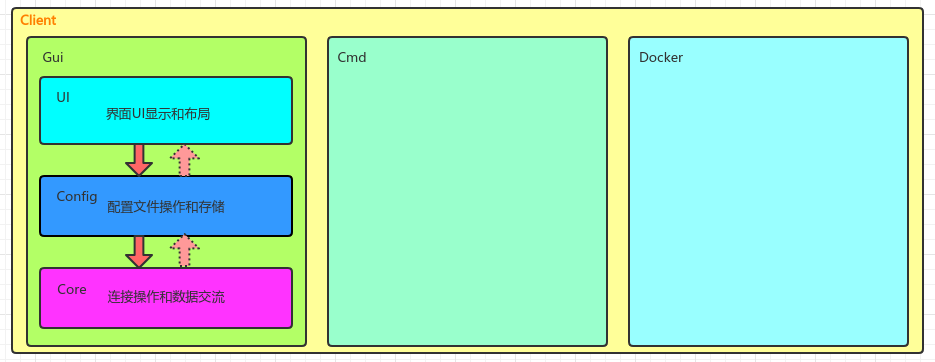 Client
Gui
Cmd
Docker
UI
界面UI显示和布局
Config
配置文件操作和存储
Core
连接操作和数据交流